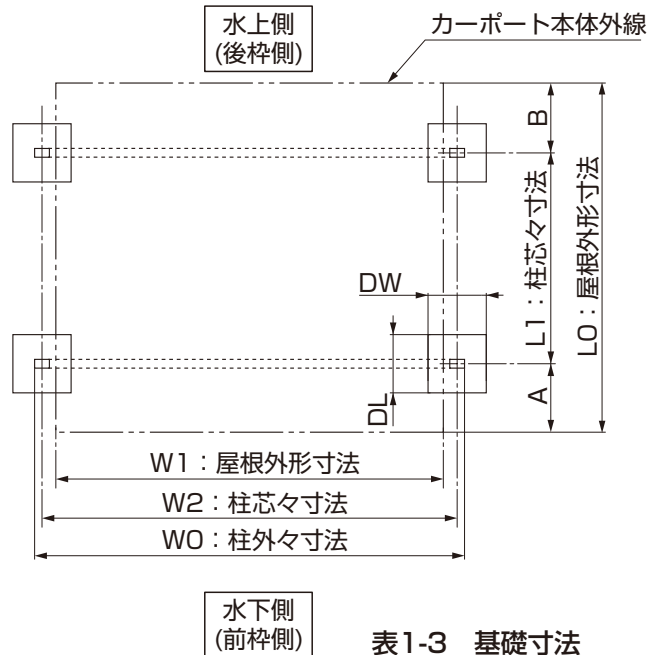 水上側
(後枠側)
カーポート本体外線
B
L1：柱芯々寸法
L0：屋根外形寸法
DW
DL
A
W1：屋根外形寸法
W2：柱芯々寸法
W0：柱外々寸法
水下側
(前枠側)
表1-3　基礎寸法